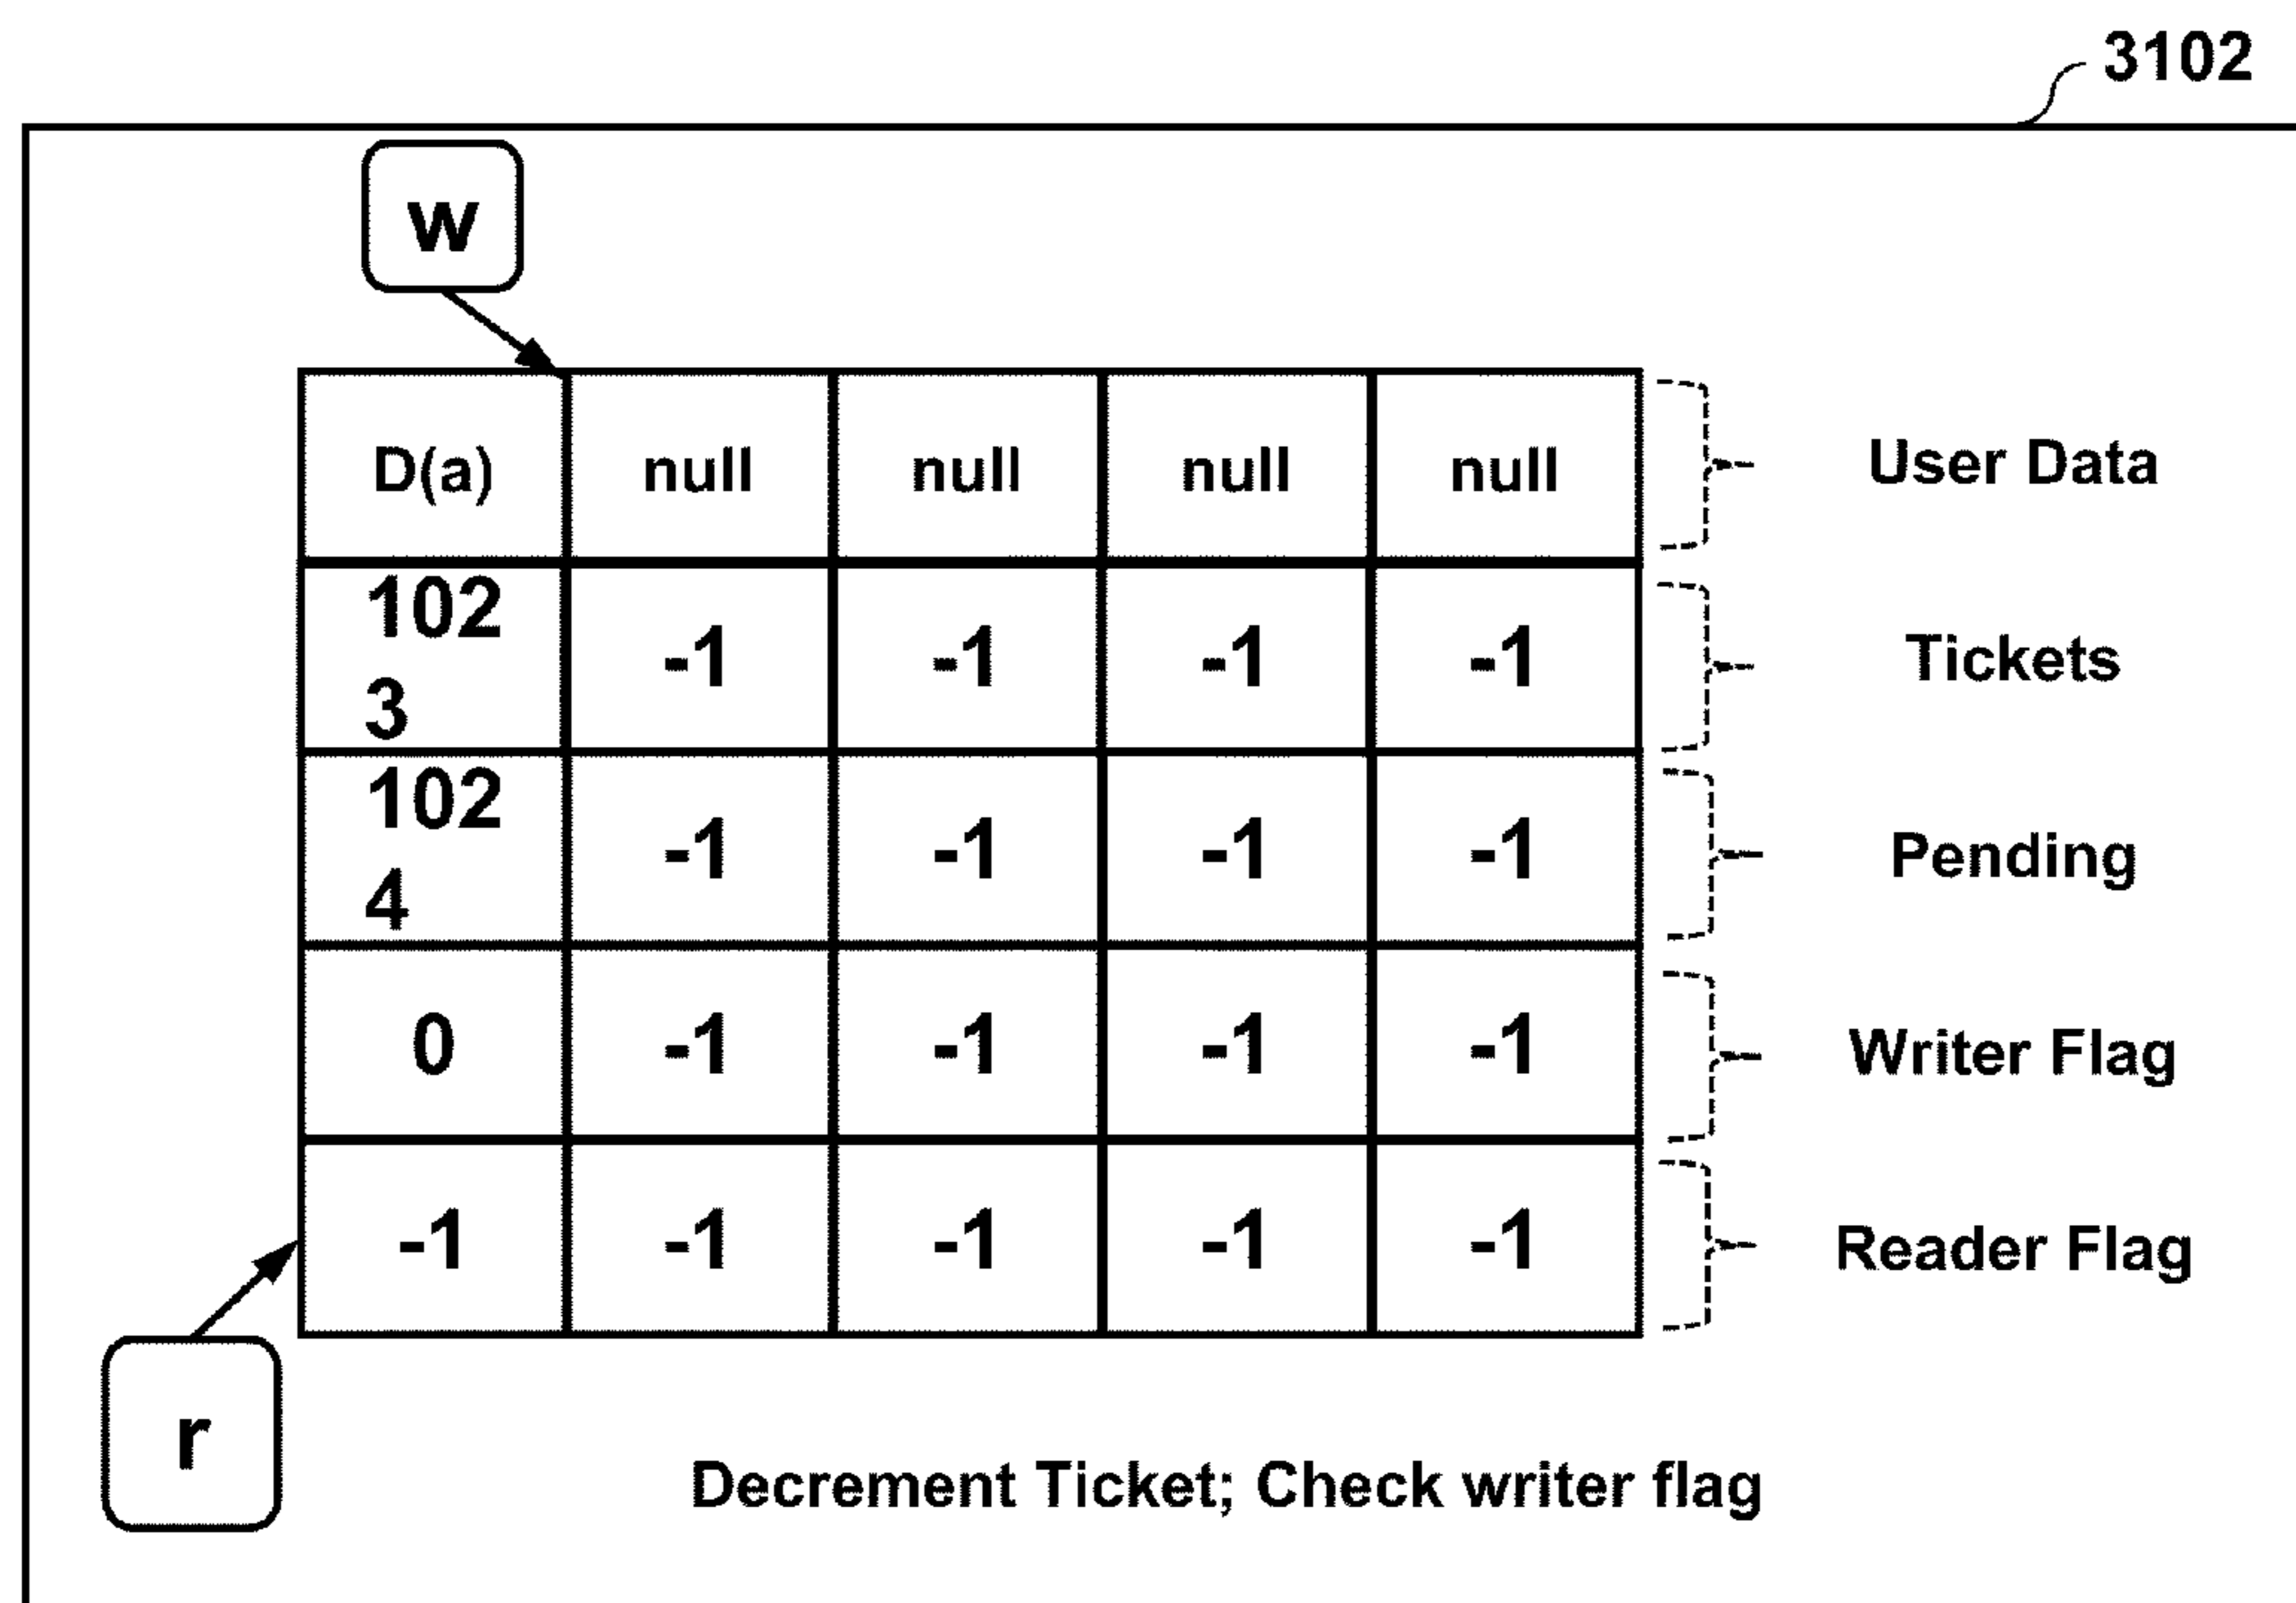 3102
w
D(a) null null null null User Data
102
3 -1 -1 -1 -1 Tickets
102
4 -1 -1 -1 -1 Pending
0 -1 -1 -1 -1 Writer Flag
-1 -1 -1 -1 -1 Reader Flag
r
Decrement Ticket; Check writer flag